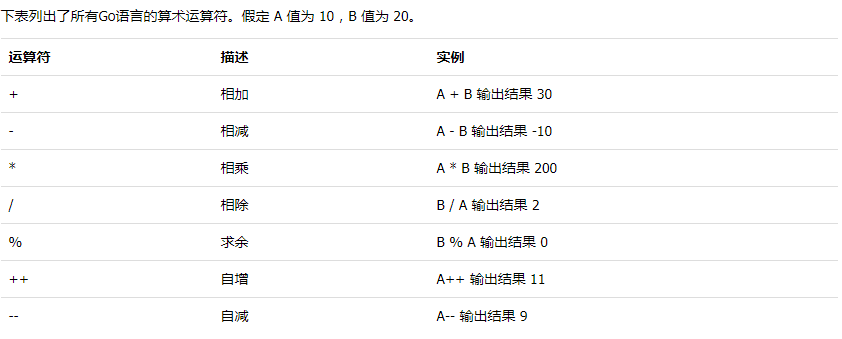 下表列出了所有Go语言的算术运算符。假定 A 值为 10，B 值为 20。
运算符 描述 实例
+ 相加 A + B 输出结果 30
- 相减 A - B 输出结果 -10
* 相乘 A * B 输出结果 200
/ 相除 B / A 输出结果 2
% 求余 B % A 输出结果 0
++ 自增 A++ 输出结果 11
-- 自减 A-- 输出结果 9